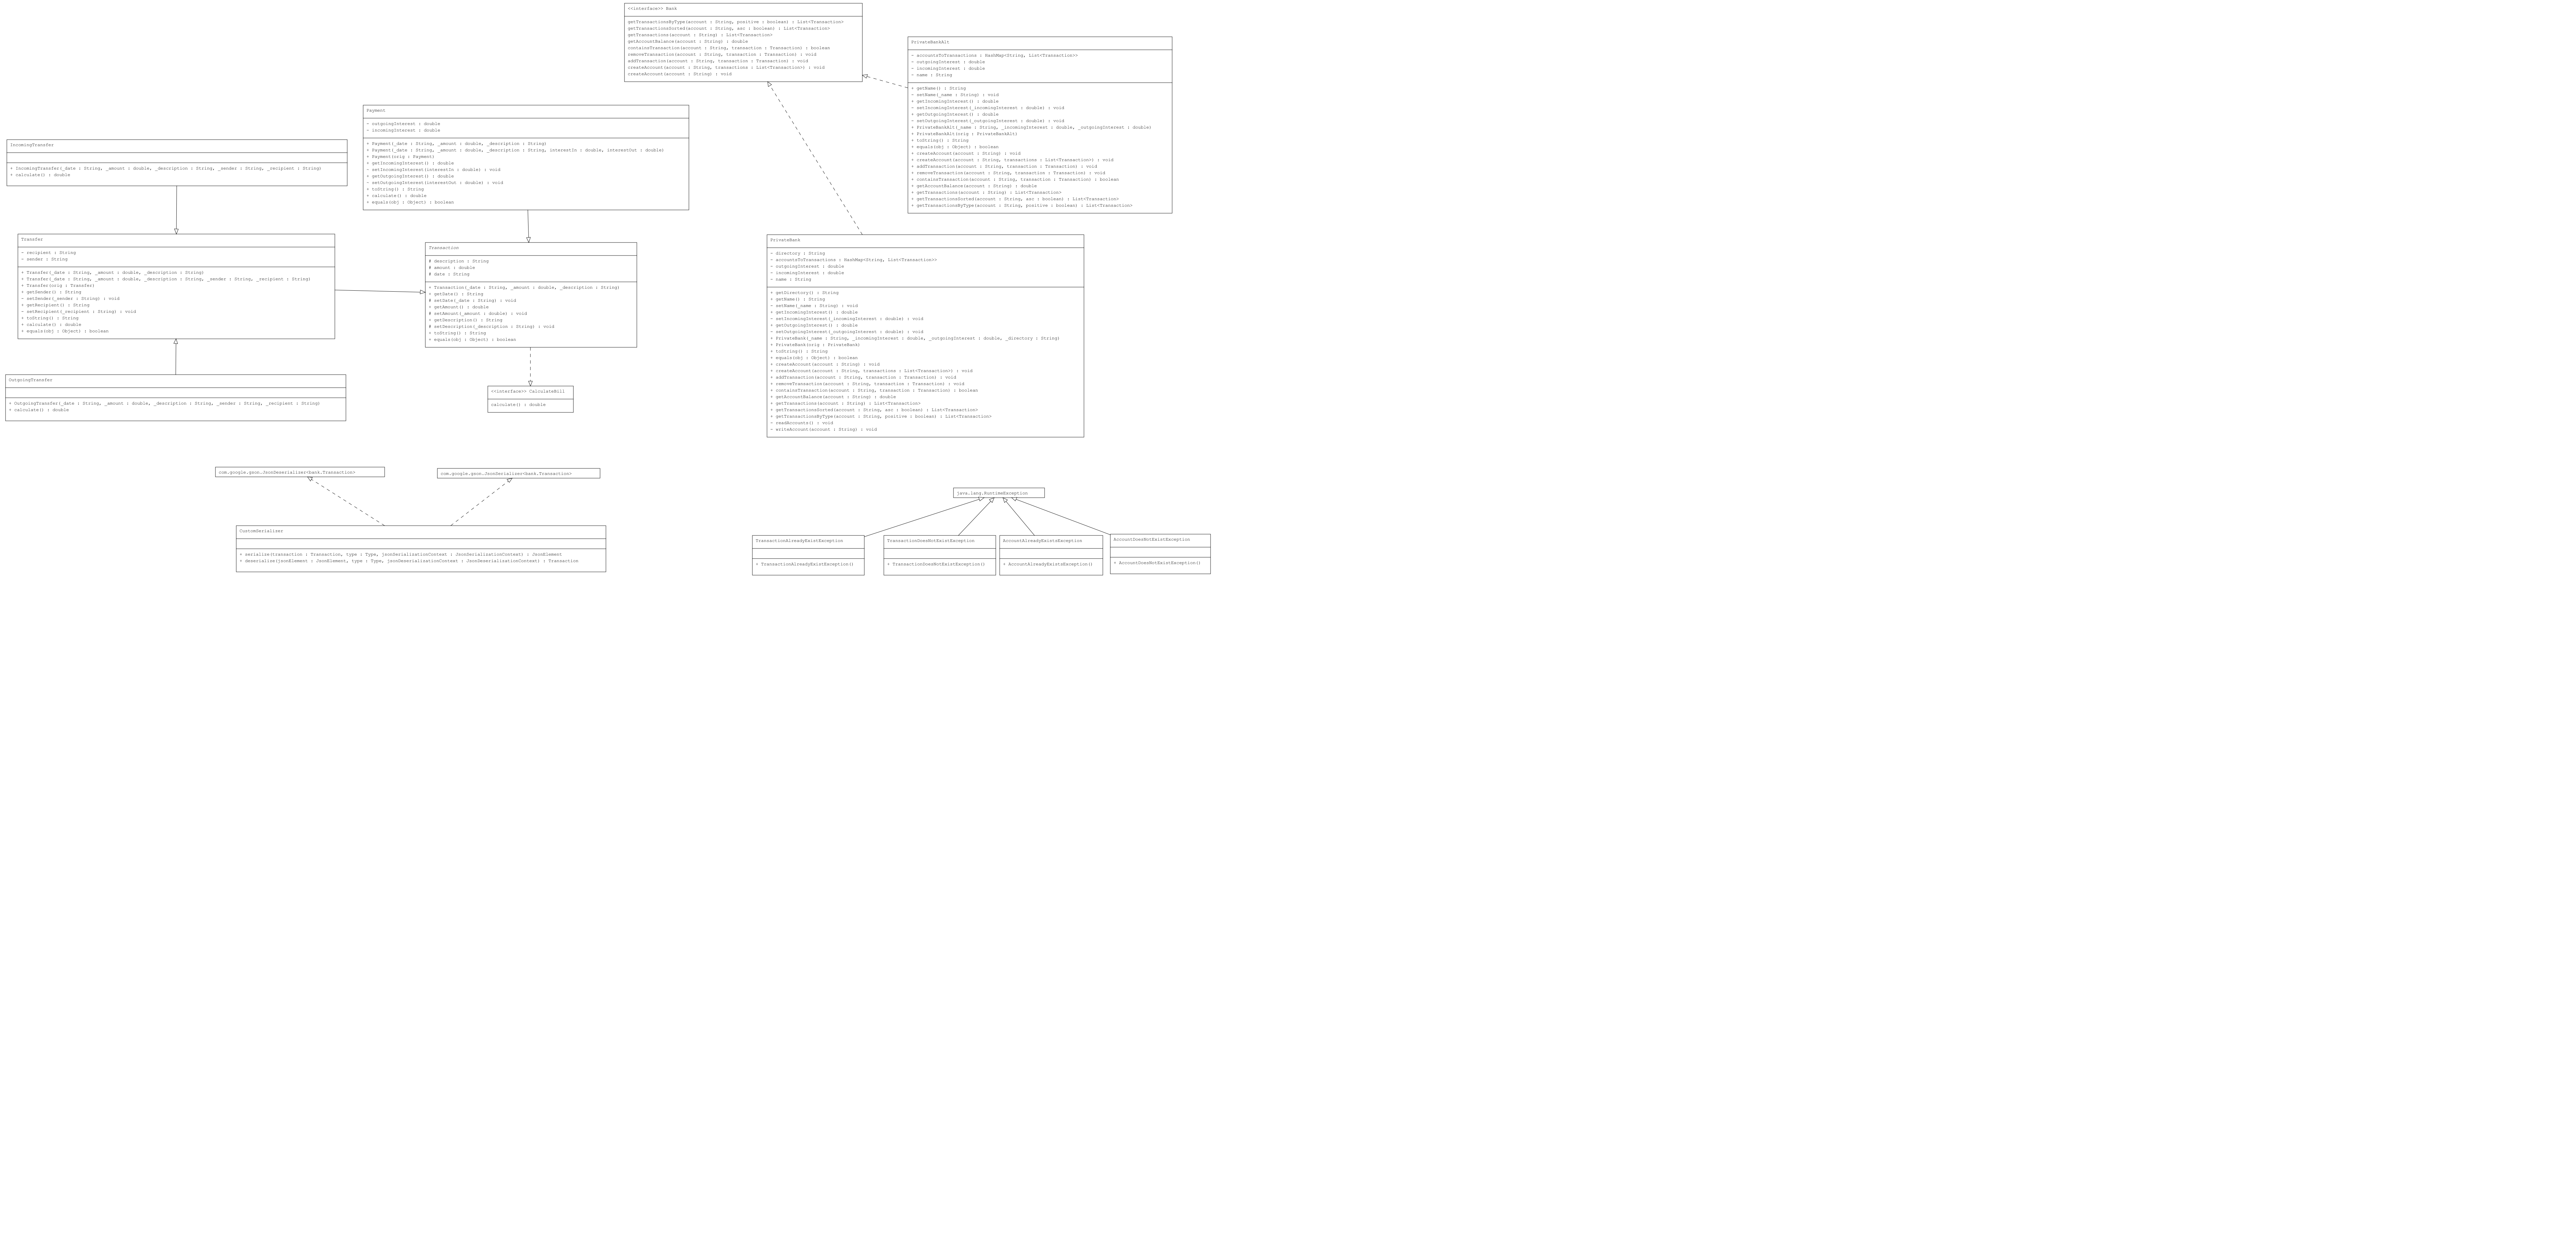 <<interface>> Bank
getTransactionsByType(account : String, positive : boolean) : List<Transaction>
getTransactionsSorted(account : String, asc : boolean) : List<Transaction>
getTransactions(account : String) : List<Transaction>
getAccountBalance(account : String) : double
containsTransaction(account : String, transaction : Transaction) : boolean
removeTransaction(account : String, transaction : Transaction) : void
addTransaction(account : String, transaction : Transaction) : void
createAccount(account : String, transactions : List<Transaction>) : void
createAccount(account : String) : void
PrivateBankAlt
- accountsToTransactions : HashMap<String, List<Transaction>>
- outgoingInterest : double
- incomingInterest : double
- name : String
+ getName() : String
- setName(_name : String) : void
+ getIncomingInterest() : double
- setIncomingInterest(_incomingInterest : double) : void
+ getOutgoingInterest() : double
- setOutgoingInterest(_outgoingInterest : double) : void
+ PrivateBankAlt(_name : String, _incomingInterest : double, _outgoingInterest : double)
+ PrivateBankAlt(orig : PrivateBankAlt)
+ toString() : String
+ equals(obj : Object) : boolean
+ createAccount(account : String) : void
+ createAccount(account : String, transactions : List<Transaction>) : void
+ addTransaction(account : String, transaction : Transaction) : void
+ removeTransaction(account : String, transaction : Transaction) : void
+ containsTransaction(account : String, transaction : Transaction) : boolean
+ getAccountBalance(account : String) : double
+ getTransactions(account : String) : List<Transaction>
+ getTransactionsSorted(account : String, asc : boolean) : List<Transaction>
+ getTransactionsByType(account : String, positive : boolean) : List<Transaction>
Payment
- outgoingInterest : double
- incomingInterest : double
+ Payment(_date : String, _amount : double, _description : String)
+ Payment(_date : String, _amount : double, _description : String, interestIn : double, interestOut : double)
+ Payment(orig : Payment)
+ getIncomingInterest() : double
- setIncomingInterest(interestIn : double) : void
+ getOutgoingInterest() : double
- setOutgoingInterest(interestOut : double) : void
+ toString() : String
+ calculate() : double
+ equals(obj : Object) : boolean
IncomingTransfer
+ IncomingTransfer(_date : String, _amount : double, _description : String, _sender : String, _recipient : String)
+ calculate() : double
Transfer
- recipient : String
- sender : String
+ Transfer(_date : String, _amount : double, _description : String)
+ Transfer(_date : String, _amount : double, _description : String, _sender : String, _recipient : String)
+ Transfer(orig : Transfer)
+ getSender() : String
- setSender(_sender : String) : void
+ getRecipient() : String
- setRecipient(_recipient : String) : void
+ toString() : String
+ calculate() : double
+ equals(obj : Object) : boolean
Transaction
# description : String
# amount : double
# date : String
+ Transaction(_date : String, _amount : double, _description : String)
+ getDate() : String
# setDate(_date : String) : void
+ getAmount() : double
# setAmount(_amount : double) : void
+ getDescription() : String
# setDescription(_description : String) : void
+ toString() : String
+ equals(obj : Object) : boolean
PrivateBank
- directory : String
- accountsToTransactions : HashMap<String, List<Transaction>>
- outgoingInterest : double
- incomingInterest : double
- name : String
+ getDirectory() : String
+ getName() : String
- setName(_name : String) : void
+ getIncomingInterest() : double
- setIncomingInterest(_incomingInterest : double) : void
+ getOutgoingInterest() : double
- setOutgoingInterest(_outgoingInterest : double) : void
+ PrivateBank(_name : String, _incomingInterest : double, _outgoingInterest : double, _directory : String)
+ PrivateBank(orig : PrivateBank)
+ toString() : String
+ equals(obj : Object) : boolean
+ createAccount(account : String) : void
+ createAccount(account : String, transactions : List<Transaction>) : void
+ addTransaction(account : String, transaction : Transaction) : void
+ removeTransaction(account : String, transaction : Transaction) : void
+ containsTransaction(account : String, transaction : Transaction) : boolean
+ getAccountBalance(account : String) : double
+ getTransactions(account : String) : List<Transaction>
+ getTransactionsSorted(account : String, asc : boolean) : List<Transaction>
+ getTransactionsByType(account : String, positive : boolean) : List<Transaction>
- readAccounts() : void
- writeAccount(account : String) : void
OutgoingTransfer
+ OutgoingTransfer(_date : String, _amount : double, _description : String, _sender : String, _recipient : String)
+ calculate() : double
<<interface>> CalculateBill
calculate() : double
com.google.gson.JsonDeserializer<bank.Transaction>
com.google.gson.JsonSerializer<bank.Transaction>
CustomSerializer
+ serialize(transaction : Transaction, type : Type, jsonSerializationContext : JsonSerializationContext) : JsonElement
+ deserialize(jsonElement : JsonElement, type : Type, jsonDeserializationContext : JsonDeserializationContext) : Transaction
java.lang.RuntimeException
TransactionAlreadyExistException
+ TransactionAlreadyExistException()
TransactionDoesNotExistException
+ TransactionDoesNotExistException()
AccountAlreadyExistsException
+ AccountAlreadyExistsException()
AccountDoesNotExistException
+ AccountDoesNotExistException()